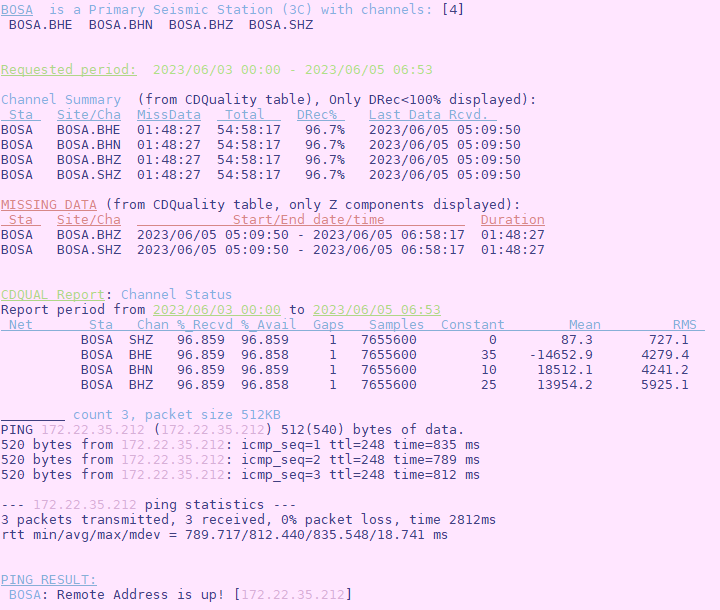 BOSA is a Primary Seismic Station (3C) with channels: [4]
BOSA.BHE BOSA.BHN BOSA.BHZ BOSA.SHZ
Requested period: 2023/06/03 00:00 - 2023/06/05 06:53
Channel Summary (from CDQuality table), Only DRec<100% displayed):
Sta Site/Cha MissData Total DRec% Last Data Rcvd.
BOSA BOSA.BHE 01:48:27 54:58:17 96.7% 2023/06/05 05:09:50
BOSA BOSA.BHN 01:48:27 54:58:17 96.7% 2023/06/05 05:09:50
BOSA BOSA.BHZ 01:48:27 54:58:17 96.7% 2023/06/05 05:09:50
BOSA BOSA.SHZ 01:48:27 54:58:17 96.7% 2023/06/05 05:09:50
MISSING DATA (from CDQuality table, only Z components displayed):
Sta Site/Cha Start/End date/time Duration
BOSA BOSA.BHZ 2023/06/05 05:09:50 - 2023/06/05 06:58:17 01:48:27
BOSA BOSA.SHZ 2023/06/05 05:09:50 - 2023/06/05 06:58:17 01:48:27
CDQUAL Report: Channel Status
Report period from 2023/06/03 00:00 to 2023/06/05 06:53
Net Sta Chan %_Recvd %_Avail Gaps Samples Constant Mean RMS
BOSA SHZ 96.859 96.859 1 7655600 0 87.3 727.1
BOSA BHE 96.859 96.858 1 7655600 35 -14652.9 4279.4
BOSA BHN 96.859 96.859 1 7655600 10 18512.1 4241.2
BOSA BHZ 96.859 96.858 1 7655600 25 13954.2 5925.1
________ count 3, packet size 512KB
PING 172.22.35.212 (172.22.35.212) 512(540) bytes of data.
520 bytes from 172.22.35.212: icmp_seq=1 ttl=248 time=835 ms
520 bytes from 172.22.35.212: icmp_seq=2 ttl=248 time=789 ms
520 bytes from 172.22.35.212: icmp_seq=3 ttl=248 time=812 ms
--- 172.22.35.212 ping statistics ---
3 packets transmitted, 3 received, 0% packet loss, time 2812ms
rtt min/avg/max/mdev = 789.717/812.440/835.548/18.741 ms
PING RESULT:
BOSA: Remote Address is up! [172.22.35.212]